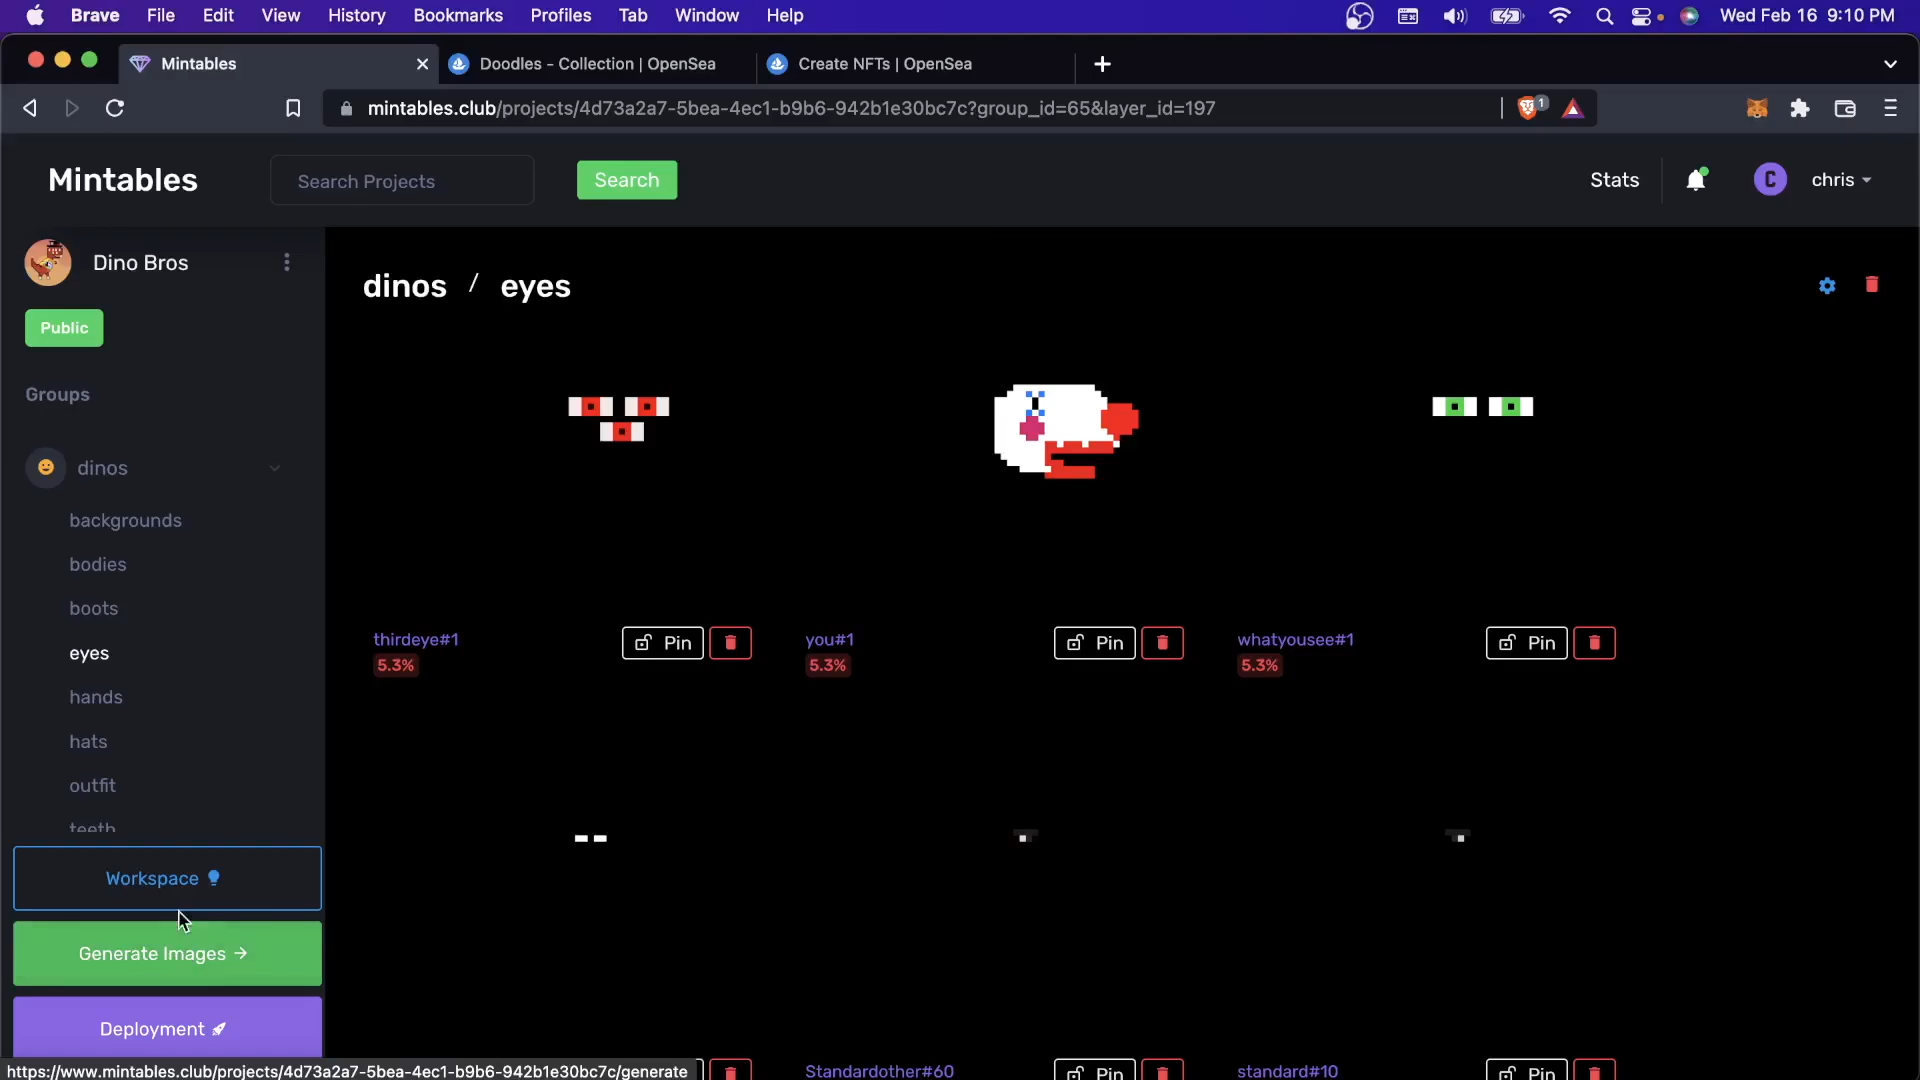 Brave File Edit View History Bookmarks Profiles Tab Window Help Wed Feb 16 9:10 PM
Mintables Doodles - Collection | OpenSea Create NFTs | OpenSea
mintables.club/projects/4d73a2a7-5bea-4ec1-b9b6-942b1e30bc7c?group_id=65&layer_id=197 1
Mintables Search Projects Search Stats C chris
Dino Bros
Public
dinos / eyes
Groups
dinos
backgrounds
bodies
boots
eyes
hands
hats
outfit
teeth
thirdeye#1 Pin
5.3%
you#1 Pin
5.3%
whatyousee#1 Pin
5.3%
Workspace
Generate Images →
Deployment
Standardother#60 Pin
standard#10 Pin
https://www.mintables.club/projects/4d73a2a7-5bea-4ec1-b9b6-942b1e30bc7c/generate